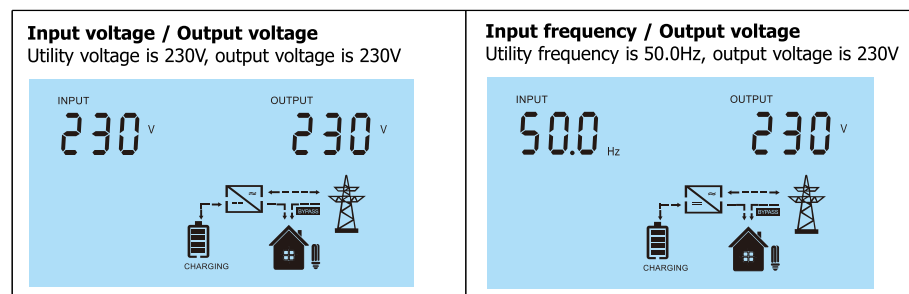 Input voltage / Output voltage
Utility voltage is 230V, output voltage is 230V
INPUT
OUTPUT
230 V
230 V
BYPASS
CHARGING
Input frequency / Output voltage
Utility frequency is 50.0Hz, output voltage is 230V
INPUT
OUTPUT
50.0 Hz
230 V
BYPASS
CHARGING